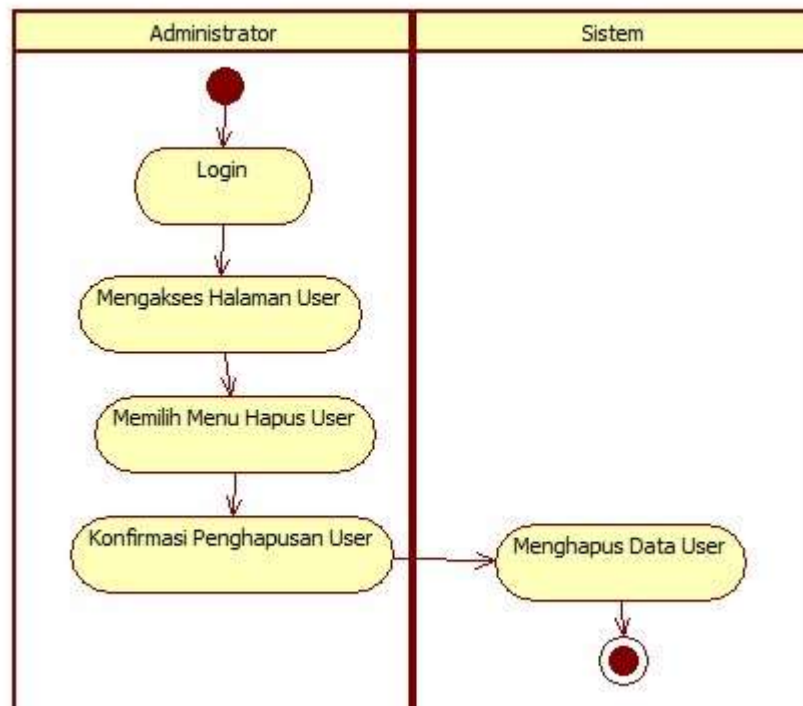 Administrator
Sistem
Login
Mengakses Halaman User
Memilih Menu Hapus User
Konfirmasi Penghapusan User
Menghapus Data User